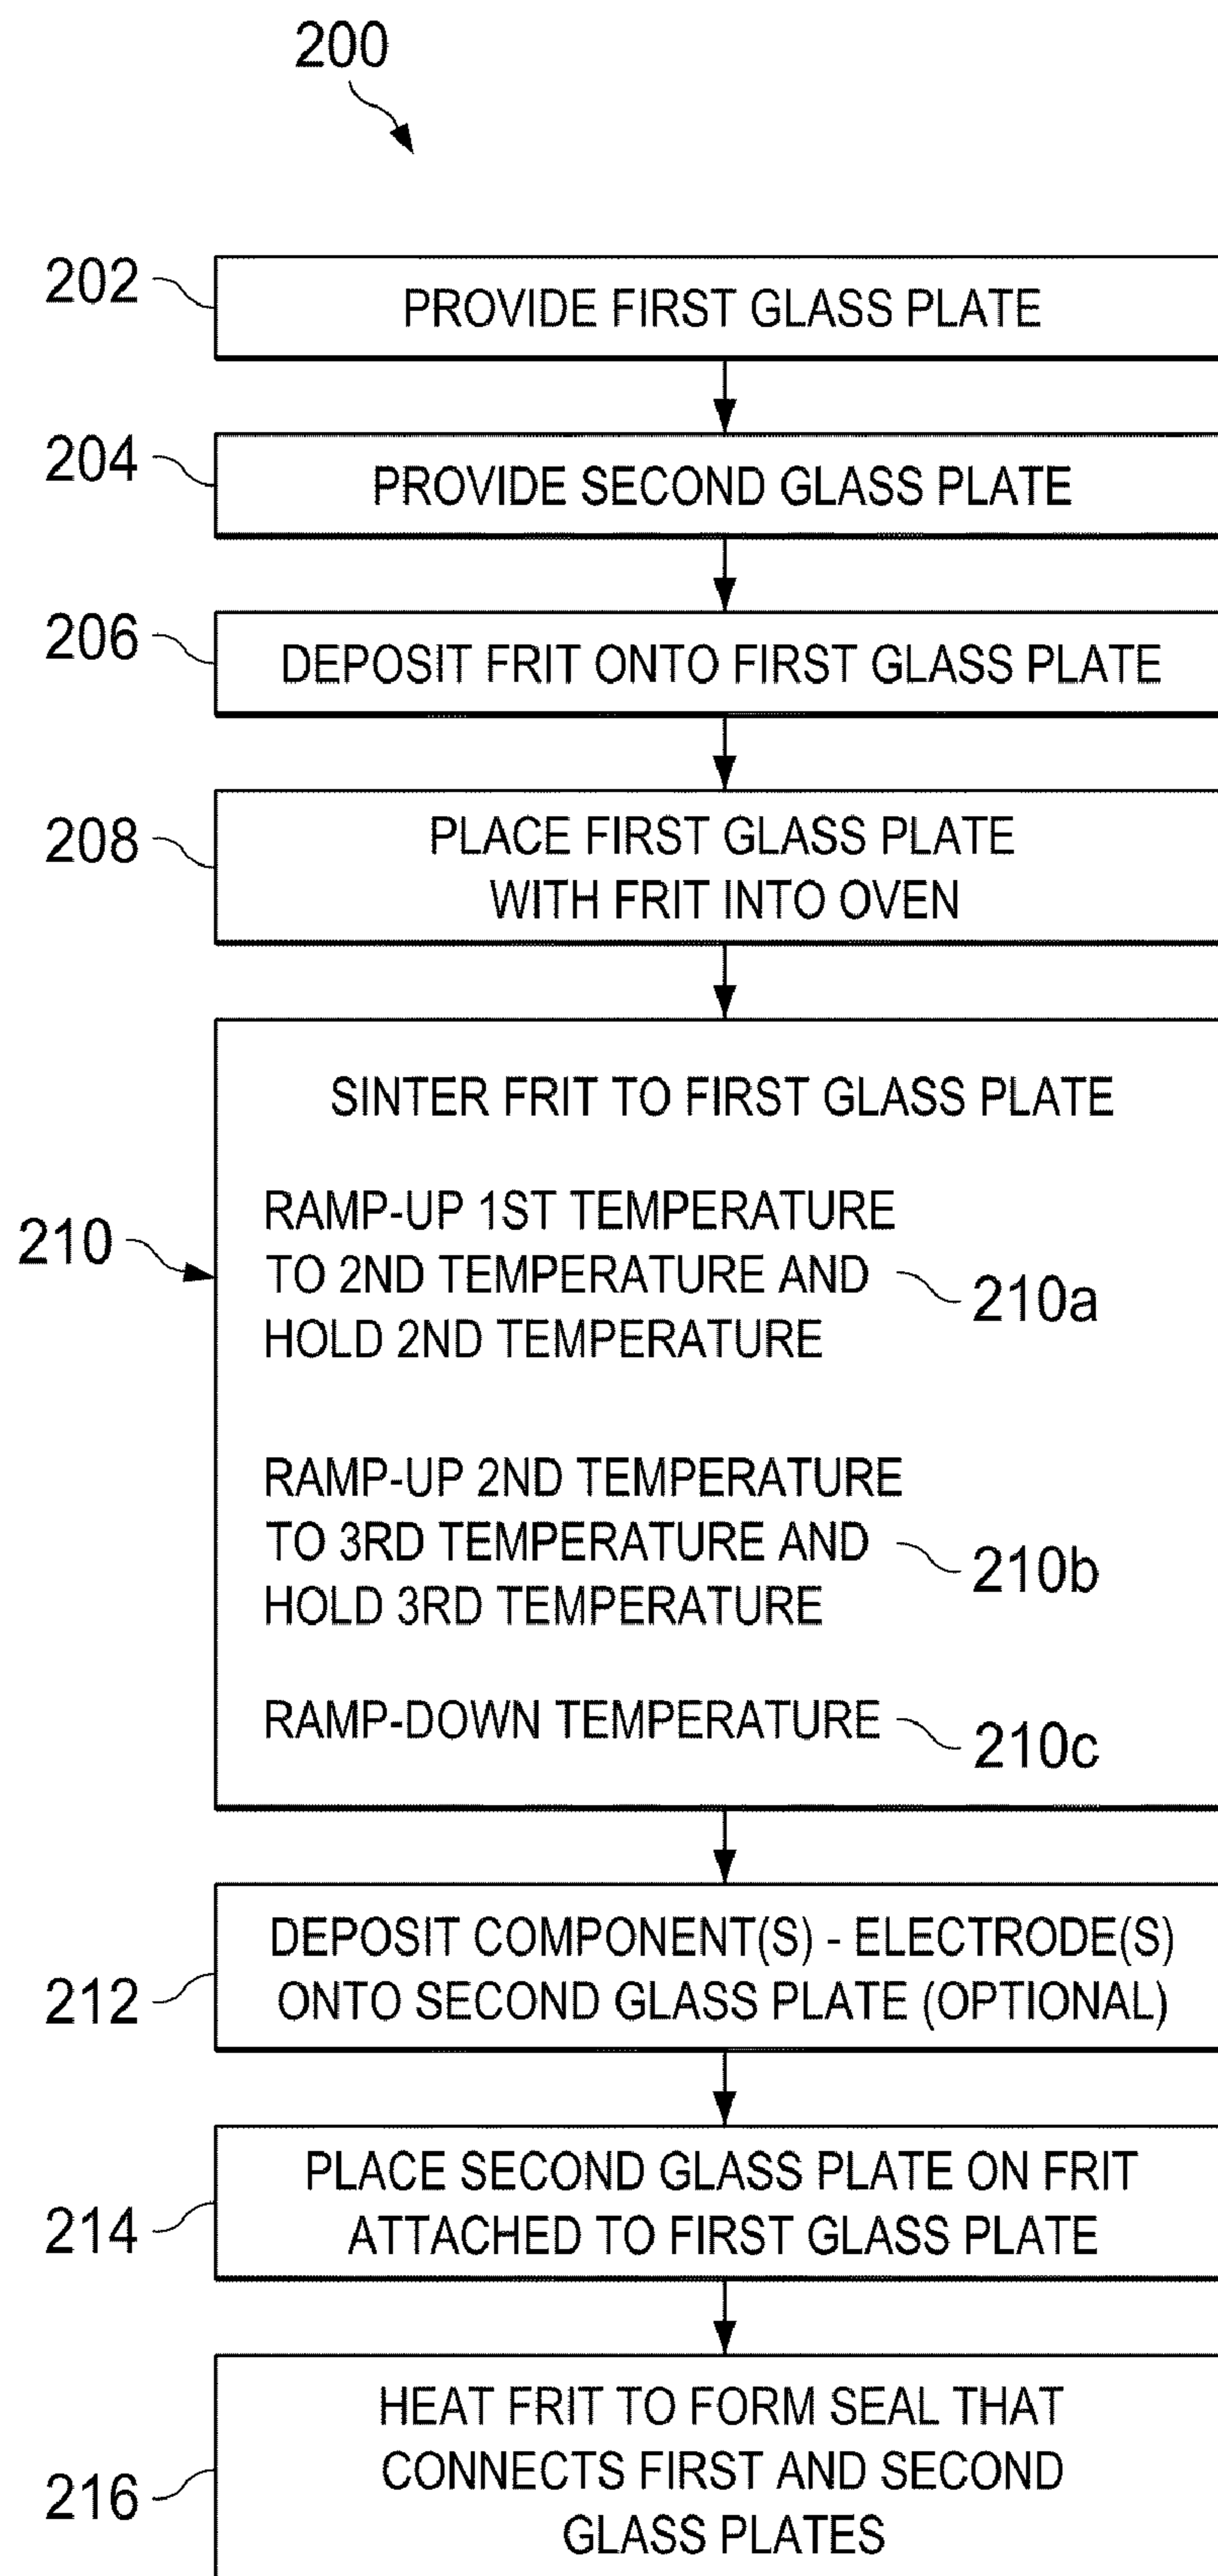 200
202
PROVIDE FIRST GLASS PLATE
204
PROVIDE SECOND GLASS PLATE
206
DEPOSIT FRIT ONTO FIRST GLASS PLATE
208
PLACE FIRST GLASS PLATE
WITH FRIT INTO OVEN
210
SINTER FRIT TO FIRST GLASS PLATE
RAMP-UP 1ST TEMPERATURE
TO 2ND TEMPERATURE AND
HOLD 2ND TEMPERATURE
210a
RAMP-UP 2ND TEMPERATURE
TO 3RD TEMPERATURE AND
HOLD 3RD TEMPERATURE
210b
RAMP-DOWN TEMPERATURE
210c
212
DEPOSIT COMPONENT(S) - ELECTRODE(S)
ONTO SECOND GLASS PLATE (OPTIONAL)
214
PLACE SECOND GLASS PLATE ON FRIT
ATTACHED TO FIRST GLASS PLATE
216
HEAT FRIT TO FORM SEAL THAT
CONNECTS FIRST AND SECOND
GLASS PLATES